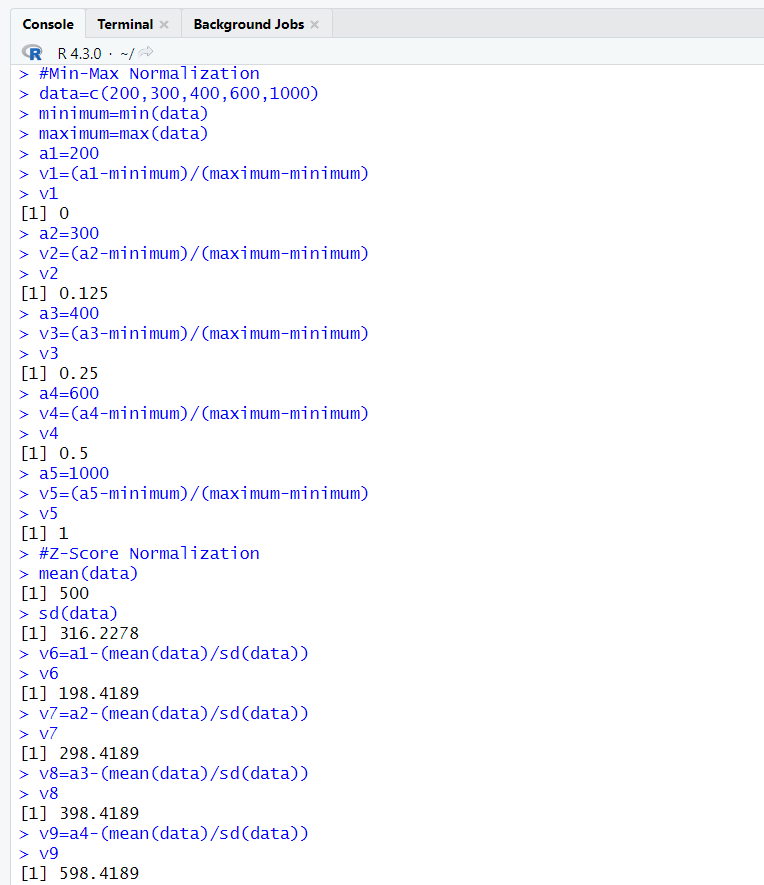 Console Terminal Background Jobs
R R 4.3.0 · ~/
> #Min-Max Normalization
> data=c(200,300,400,600,1000)
> minimum=min(data)
> maximum=max(data)
> a1=200
> v1=(a1-minimum)/(maximum-minimum)
> v1
[1] 0
> a2=300
> v2=(a2-minimum)/(maximum-minimum)
> v2
[1] 0.125
> a3=400
> v3=(a3-minimum)/(maximum-minimum)
> v3
[1] 0.25
> a4=600
> v4=(a4-minimum)/(maximum-minimum)
> v4
[1] 0.5
> a5=1000
> v5=(a5-minimum)/(maximum-minimum)
> v5
[1] 1
> #Z-Score Normalization
> mean(data)
[1] 500
> sd(data)
[1] 316.2278
> v6=a1-(mean(data)/sd(data))
> v6
[1] 198.4189
> v7=a2-(mean(data)/sd(data))
> v7
[1] 298.4189
> v8=a3-(mean(data)/sd(data))
> v8
[1] 398.4189
> v9=a4-(mean(data)/sd(data))
> v9
[1] 598.4189